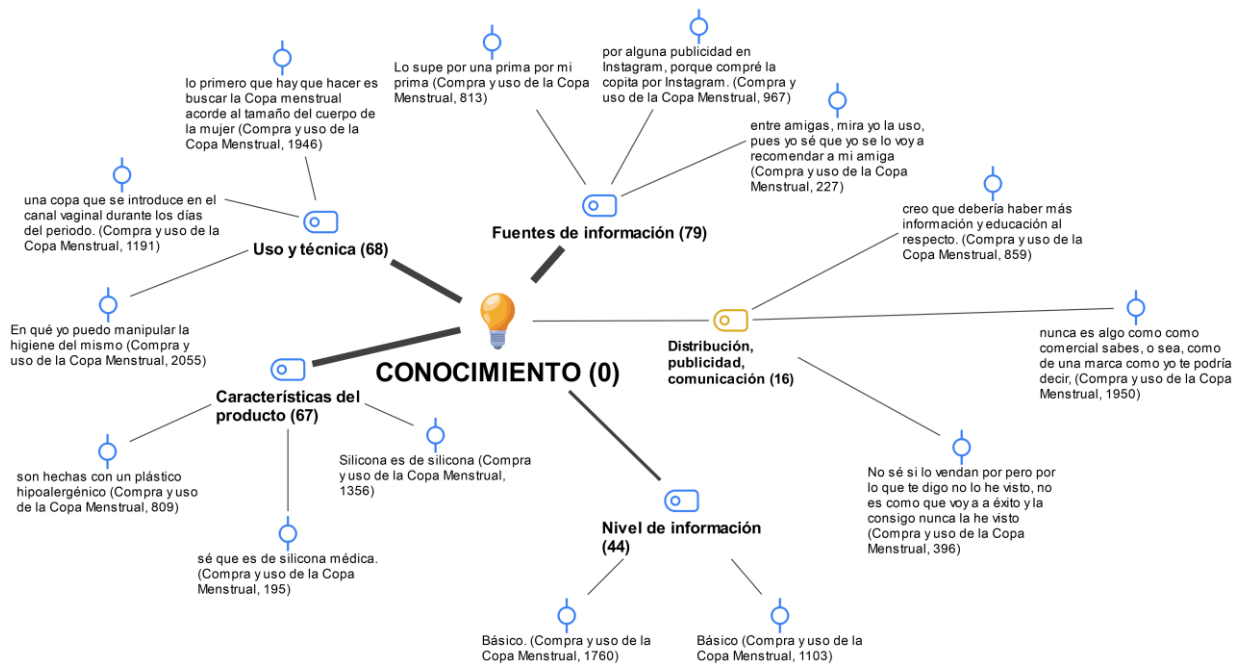 lo primero que hay que hacer es
buscar la Copa menstrual
acorde al tamaño del cuerpo de
la mujer (Compra y uso de la
Copa Menstrual, 1946)
una copa que se introduce en el
canal vaginal durante los días
del periodo. (Compra y uso de la
Copa Menstrual, 1191)
Uso y técnica (68)
En qué yo puedo manipular la
higiene del mismo (Compra y
uso de la Copa Menstrual, 2055)
Lo supe por una prima por mi
prima (Compra y uso de la Copa
Menstrual, 813)
por alguna publicidad en
Instagram, porque compré la
copita por Instagram. (Compra y
uso de la Copa Menstrual, 967)
entre amigas, mira yo la uso,
pues yo sé que yo se lo voy a
recomendar a mi amiga
(Compra y uso de la Copa
Menstrual, 227)
Fuentes de información (79)
creo que debería haber más
información y educación al
respecto. (Compra y uso de la
Copa Menstrual, 859)
Distribución,
publicidad,
comunicación (16)
nunca es algo como como
comercial sabes, o sea, como
de una marca como yo te podría
decir, (Compra y uso de la Copa
Menstrual, 1950)
No sé si lo vendan por pero por
lo que te digo no lo he visto, no
es como que voy a a éxito y la
consigo nunca la he visto
(Compra y uso de la Copa
Menstrual, 396)
CONOCIMIENTO (0)
Características del
producto (67)
son hechas con un plástico
hipoalergénico (Compra y uso
de la Copa Menstrual, 809)
Silicona es de silicona (Compra
y uso de la Copa Menstrual,
1356)
sé que es de silicona médica.
(Compra y uso de la Copa
Menstrual, 195)
Nivel de información
(44)
Básico. (Compra y uso de la
Copa Menstrual, 1760)
Básico (Compra y uso de la
Copa Menstrual, 1103)